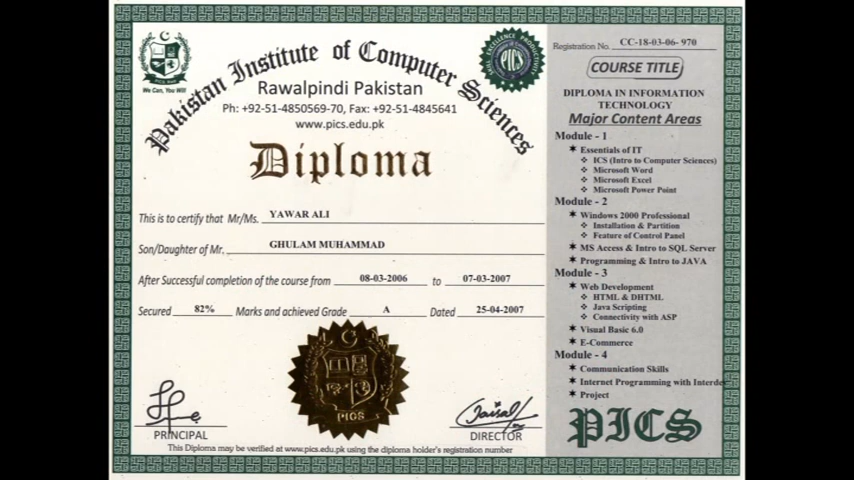 Pakistan Institute of Computer Sciences
Rawalpindi Pakistan
Ph: +92-51-4850569-70, Fax: +92-51-4845641
www.pics.edu.pk
We Can, You Will
PICS
Diploma
This is to certify that Mr/Ms. YAWAR ALI
Son/Daughter of Mr. GHULAM MUHAMMAD
After Successful completion of the course from 08-03-2006 to 07-03-2007
Secured 82% Marks and achieved Grade A Dated 25-04-2007
PICS
PRINCIPAL
DIRECTOR
This Diploma may be verified at www.pics.edu.pk using the diploma holder's registration number
Registration No. CC-18-03-06- 970
COURSE TITLE
DIPLOMA IN INFORMATION
TECHNOLOGY
Major Content Areas
Module - 1
Essentials of IT
ICS (Intro to Computer Sciences)
Microsoft Word
Microsoft Excel
Microsoft Power Point
Module - 2
Windows 2000 Professional
Installation & Partition
Feature of Control Panel
MS Access & Intro to SQL Server
Programming & Intro to JAVA
Module - 3
Web Development
HTML & DHTML
Java Scripting
Connectivity with ASP
Visual Basic 6.0
E-Commerce
Module - 4
Communication Skills
Internet Programming with Interdev
Project
PICS